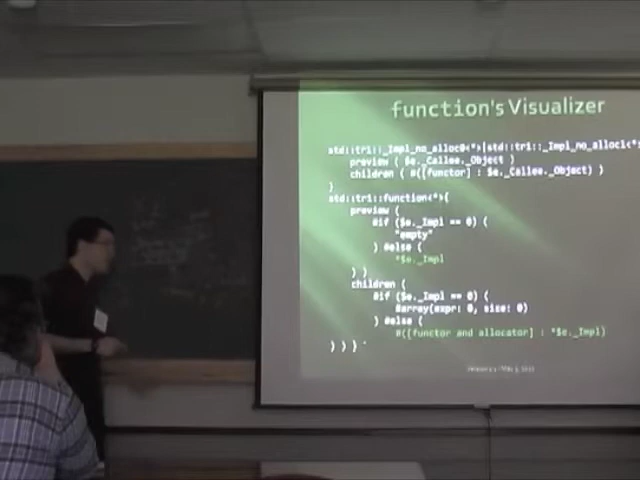 function's Visualizer
std::tr1::_Impl_no_alloc0<*>|std::tr1::_Impl_no_alloc1<*
preview ( $e._Callee._Object )
children ( #([functor] : $e._Callee._Object) )
}
std::tr1::function<*>{
preview (
#if ($e._Impl == 0) (
"empty"
) #else (
*$e._Impl
) )
children (
#if ($e._Impl == 0) (
#array(expr: 0, size: 0)
) #else (
#([functor and allocator] : *$e._Impl)
) ) }